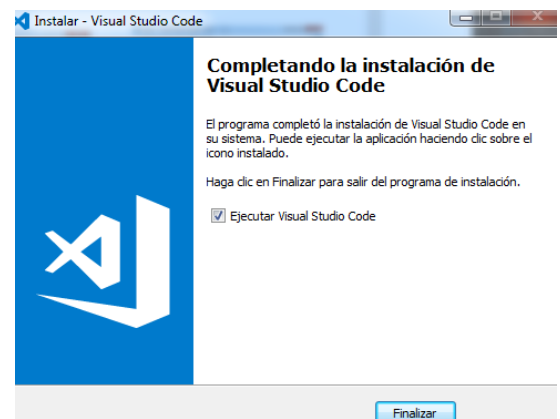 Instalar - Visual Studio Code
Completando la instalación de
Visual Studio Code
El programa completó la instalación de Visual Studio Code en
su sistema. Puede ejecutar la aplicación haciendo clic sobre el
icono instalado.
Haga clic en Finalizar para salir del programa de instalación.
Ejecutar Visual Studio Code
Finalizar